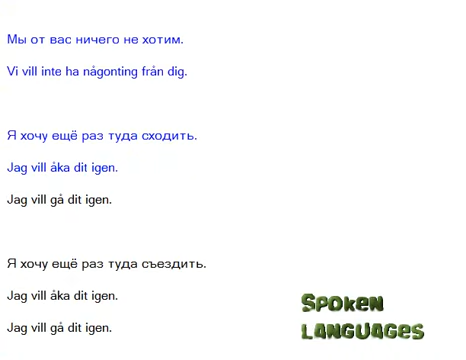 Мы от вас ничего не хотим.
Vi vill inte ha någonting från dig.
Я хочу ещё раз туда сходить.
Jag vill åka dit igen.
Jag vill gå dit igen.
Я хочу ещё раз туда съездить.
Jag vill åka dit igen.
Jag vill gå dit igen.
Spoken
Languages